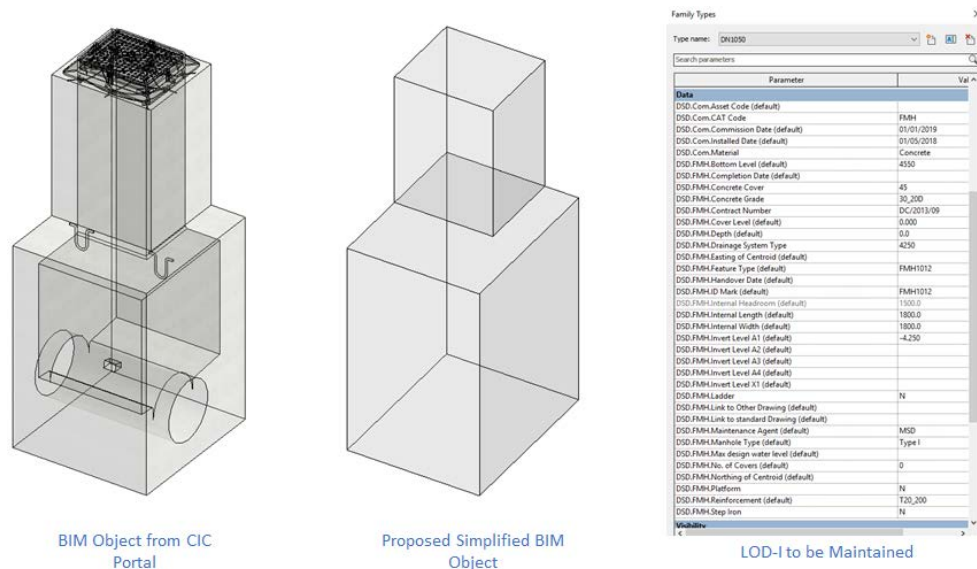 Family Types
Type name: DN1050
Search parameters
Parameter Val
Data
DSD.Com.Asset Code (default)
DSD.Com.CAT Code FMH
DSD.Com.Commission Date (default) 01/01/2019
DSD.Com.Installed Date (default) 01/05/2018
DSD.Com.Material Concrete
DSD.FMH.Bottom Level (default) 4550
DSD.FMH.Completion Date (default)
DSD.FMH.Concrete Cover 45
DSD.FMH.Concrete Grade 30_20D
DSD.FMH.Contract Number DC/2013/09
DSD.FMH.Cover Level (default) 0.000
DSD.FMH.Depth (default) 0.0
DSD.FMH.Drainage System Type 4250
DSD.FMH.Easting of Centroid (default)
DSD.FMH.Feature Type (default) FMH1012
DSD.FMH.Handover Date (default)
DSD.FMH.ID Mark (default) FMH1012
DSD.FMH.Internal Headroom (default) 1500.0
DSD.FMH.Internal Length (default) 1800.0
DSD.FMH.Internal Width (default) 1800.0
DSD.FMH.Invert Level A1 (default) -4.250
DSD.FMH.Invert Level A2 (default)
DSD.FMH.Invert Level A3 (default)
DSD.FMH.Invert Level A4 (default)
DSD.FMH.Invert Level X1 (default)
DSD.FMH.Ladder N
DSD.FMH.Link to Other Drawing (default)
DSD.FMH.Link to standard Drawing (default)
DSD.FMH.Maintenance Agent (default) MSD
DSD.FMH.Manhole Type (default) Type I
DSD.FMH.Max design water level (default)
DSD.FMH.No. of Covers (default) 0
DSD.FMH.Northing of Centroid (default)
DSD.FMH.Platform N
DSD.FMH.Reinforcement (default) T20_200
DSD.FMH.Step Iron N
Visibility
BIM Object from CIC
Portal
Proposed Simplified BIM
Object
LOD-I to be Maintained